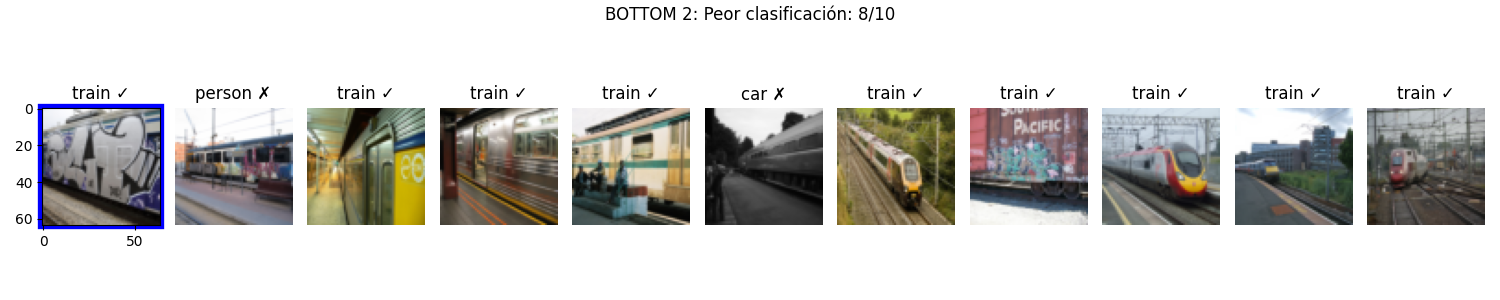 BOTTOM 2: Peor clasificación: 8/10
train ✓
person ✗
train ✓
train ✓
train ✓
car ✗
train ✓
train ✓
train ✓
train ✓
train ✓
0
20
40
60
0
50
PACIFIC